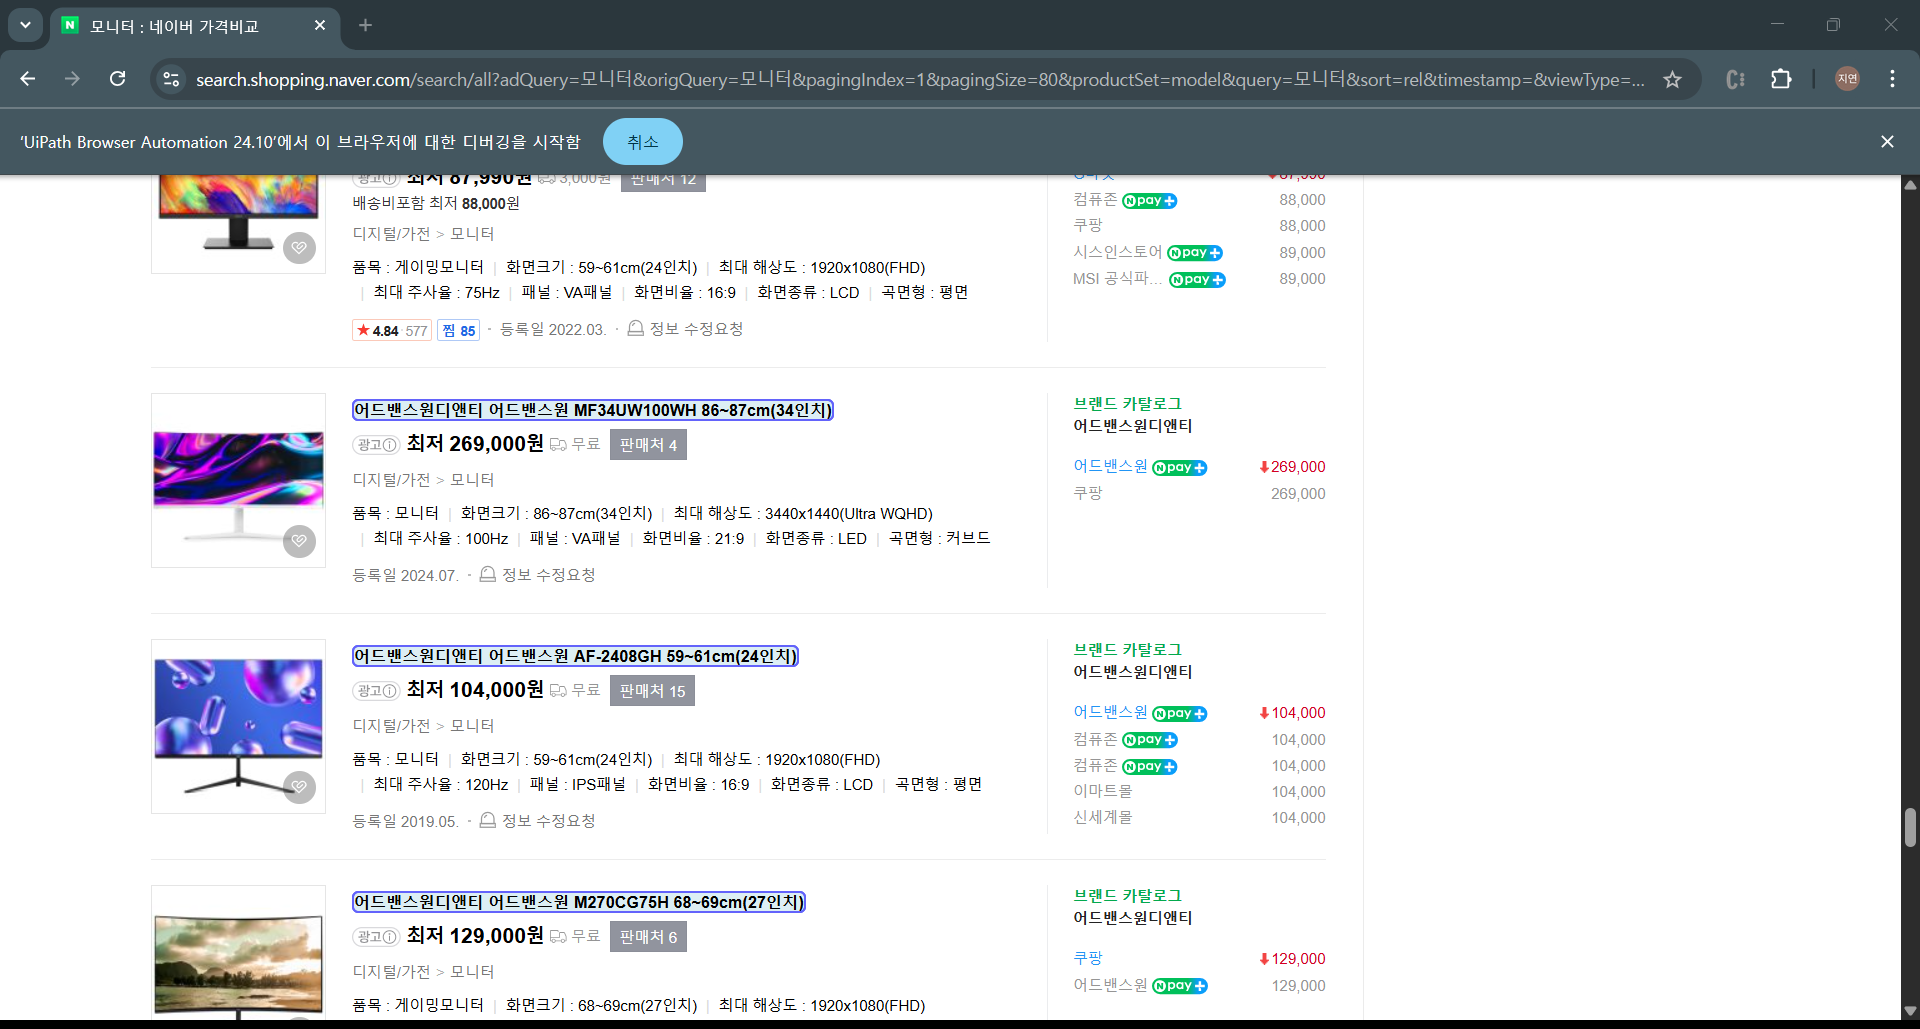 모니터 : 네이버 가격비교
search.shopping.naver.com/search/all?adQuery=모니터&origQuery=모니터&pagingIndex=1&pagingSize=80&productSet=model&query=모니터&sort=rel&timestamp=&viewType=...
지연
'UiPath Browser Automation 24.10'에서 이 브라우저에 대한 디버깅을 시작함 취소
광고 최저 87,990원 3,000원 판매처 12
배송비포함 최저 88,000원
디지털/가전 > 모니터
품목 : 게이밍모니터 | 화면크기 : 59~61cm(24인치) | 최대 해상도 : 1920x1080(FHD)
| 최대 주사율 : 75Hz | 패널 : VA패널 | 화면비율 : 16:9 | 화면종류 : LCD | 곡면형 : 평면
★ 4.84 577 찜 85 · 등록일 2022.03. · 정보 수정요청
87,990
컴퓨존 Npay+ 88,000
쿠팡 88,000
시스인스토어 Npay+ 89,000
MSI 공식파... Npay+ 89,000
어드밴스원디앤티 어드밴스원 MF34UW100WH 86~87cm(34인치)
광고 최저 269,000원 무료 판매처 4
디지털/가전 > 모니터
품목 : 모니터 | 화면크기 : 86~87cm(34인치) | 최대 해상도 : 3440x1440(Ultra WQHD)
| 최대 주사율 : 100Hz | 패널 : VA패널 | 화면비율 : 21:9 | 화면종류 : LED | 곡면형 : 커브드
등록일 2024.07. · 정보 수정요청
브랜드 카탈로그
어드밴스원디앤티
어드밴스원 Npay+ 269,000
쿠팡 269,000
어드밴스원디앤티 어드밴스원 AF-2408GH 59~61cm(24인치)
광고 최저 104,000원 무료 판매처 15
디지털/가전 > 모니터
품목 : 모니터 | 화면크기 : 59~61cm(24인치) | 최대 해상도 : 1920x1080(FHD)
| 최대 주사율 : 120Hz | 패널 : IPS패널 | 화면비율 : 16:9 | 화면종류 : LCD | 곡면형 : 평면
등록일 2019.05. · 정보 수정요청
브랜드 카탈로그
어드밴스원디앤티
어드밴스원 Npay+ 104,000
컴퓨존 Npay+ 104,000
컴퓨존 Npay+ 104,000
이마트몰 104,000
신세계몰 104,000
어드밴스원디앤티 어드밴스원 M270CG75H 68~69cm(27인치)
광고 최저 129,000원 무료 판매처 6
디지털/가전 > 모니터
품목 : 게이밍모니터 | 화면크기 : 68~69cm(27인치) | 최대 해상도 : 1920x1080(FHD)
브랜드 카탈로그
어드밴스원디앤티
쿠팡 129,000
어드밴스원 Npay+ 129,000